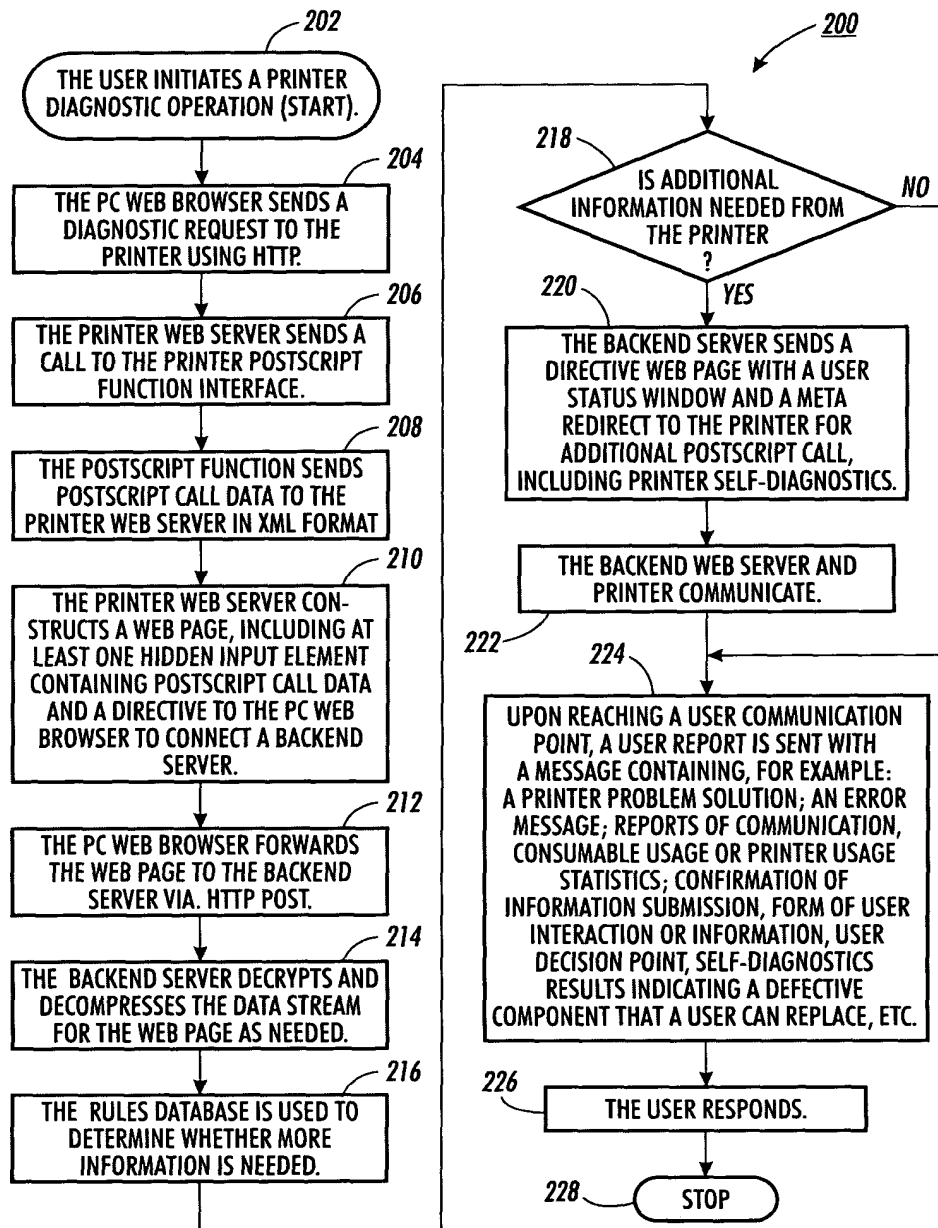 202
THE USER INITIATES A PRINTER
DIAGNOSTIC OPERATION (START).
204
THE PC WEB BROWSER SENDS A
DIAGNOSTIC REQUEST TO THE
PRINTER USING HTTP.
206
THE PRINTER WEB SERVER SENDS A
CALL TO THE PRINTER POSTSCRIPT
FUNCTION INTERFACE.
208
THE POSTSCRIPT FUNCTION SENDS
POSTSCRIPT CALL DATA TO THE
PRINTER WEB SERVER IN XML FORMAT
210
THE PRINTER WEB SERVER CON-
STRUCTS A WEB PAGE, INCLUDING AT
LEAST ONE HIDDEN INPUT ELEMENT
CONTAINING POSTSCRIPT CALL DATA
AND A DIRECTIVE TO THE PC WEB
BROWSER TO CONNECT A BACKEND
SERVER.
212
THE PC WEB BROWSER FORWARDS
THE WEB PAGE TO THE BACKEND
SERVER VIA. HTTP POST.
214
THE BACKEND SERVER DECRYPTS AND
DECOMPRESSES THE DATA STREAM
FOR THE WEB PAGE AS NEEDED.
216
THE RULES DATABASE IS USED TO
DETERMINE WHETHER MORE
INFORMATION IS NEEDED.
200
218
IS ADDITIONAL
INFORMATION NEEDED FROM
THE PRINTER
?
NO
YES
220
THE BACKEND SERVER SENDS A
DIRECTIVE WEB PAGE WITH A USER
STATUS WINDOW AND A META
REDIRECT TO THE PRINTER FOR
ADDITIONAL POSTSCRIPT CALL,
INCLUDING PRINTER SELF-DIAGNOSTICS.
THE BACKEND WEB SERVER AND
PRINTER COMMUNICATE.
222
224
UPON REACHING A USER COMMUNICATION
POINT, A USER REPORT IS SENT WITH
A MESSAGE CONTAINING, FOR EXAMPLE:
A PRINTER PROBLEM SOLUTION; AN ERROR
MESSAGE; REPORTS OF COMMUNICATION,
CONSUMABLE USAGE OR PRINTER USAGE
STATISTICS; CONFIRMATION OF
INFORMATION SUBMISSION, FORM OF USER
INTERACTION OR INFORMATION, USER
DECISION POINT, SELF-DIAGNOSTICS
RESULTS INDICATING A DEFECTIVE
COMPONENT THAT A USER CAN REPLACE, ETC.
226
THE USER RESPONDS.
228
STOP